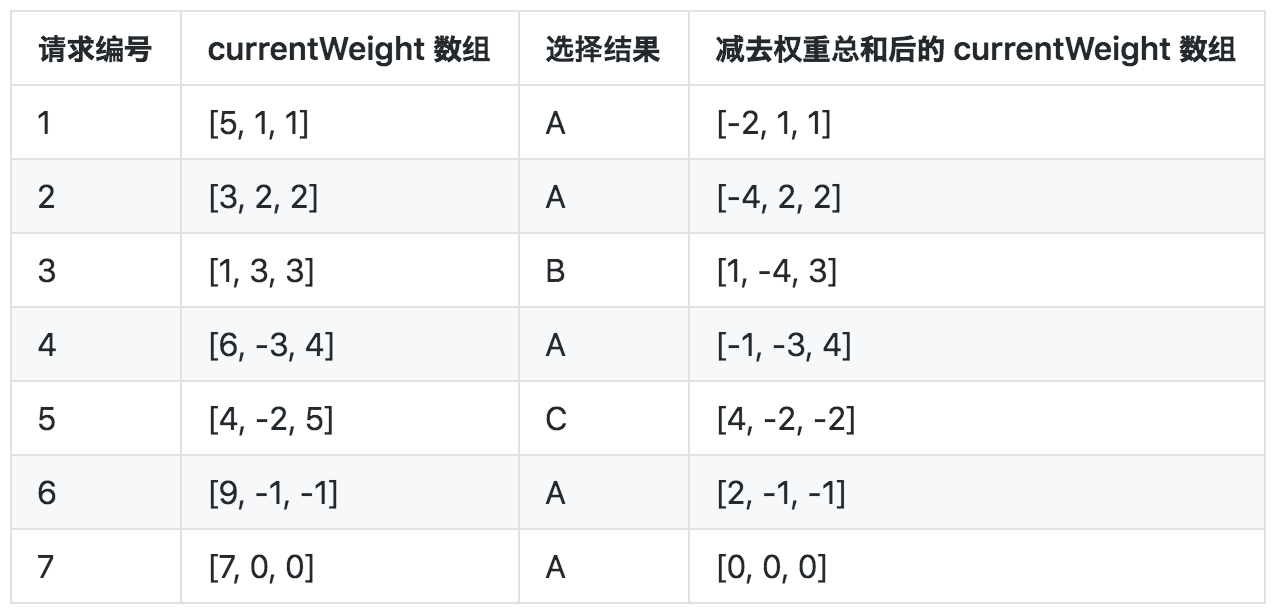 请求编号 currentWeight 数组 选择结果 减去权重总和后的 currentWeight 数组
1 [5, 1, 1] A [-2, 1, 1]
2 [3, 2, 2] A [-4, 2, 2]
3 [1, 3, 3] B [1, -4, 3]
4 [6, -3, 4] A [-1, -3, 4]
5 [4, -2, 5] C [4, -2, -2]
6 [9, -1, -1] A [2, -1, -1]
7 [7, 0, 0] A [0, 0, 0]